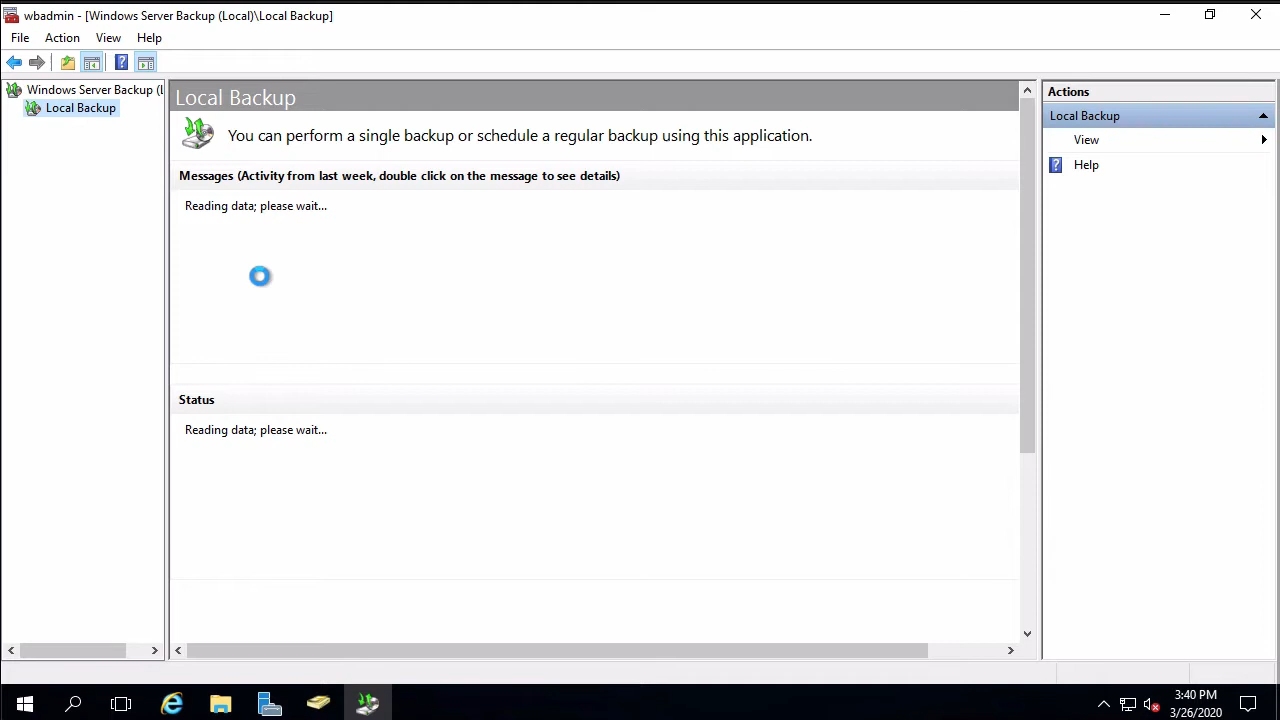 wbadmin - [Windows Server Backup (Local)\Local Backup]
File Action View Help
Windows Server Backup (L
Local Backup
Local Backup
You can perform a single backup or schedule a regular backup using this application.
Messages (Activity from last week, double click on the message to see details)
Reading data; please wait...
Status
Reading data; please wait...
Actions
Local Backup
View
Help
3:40 PM
3/26/2020